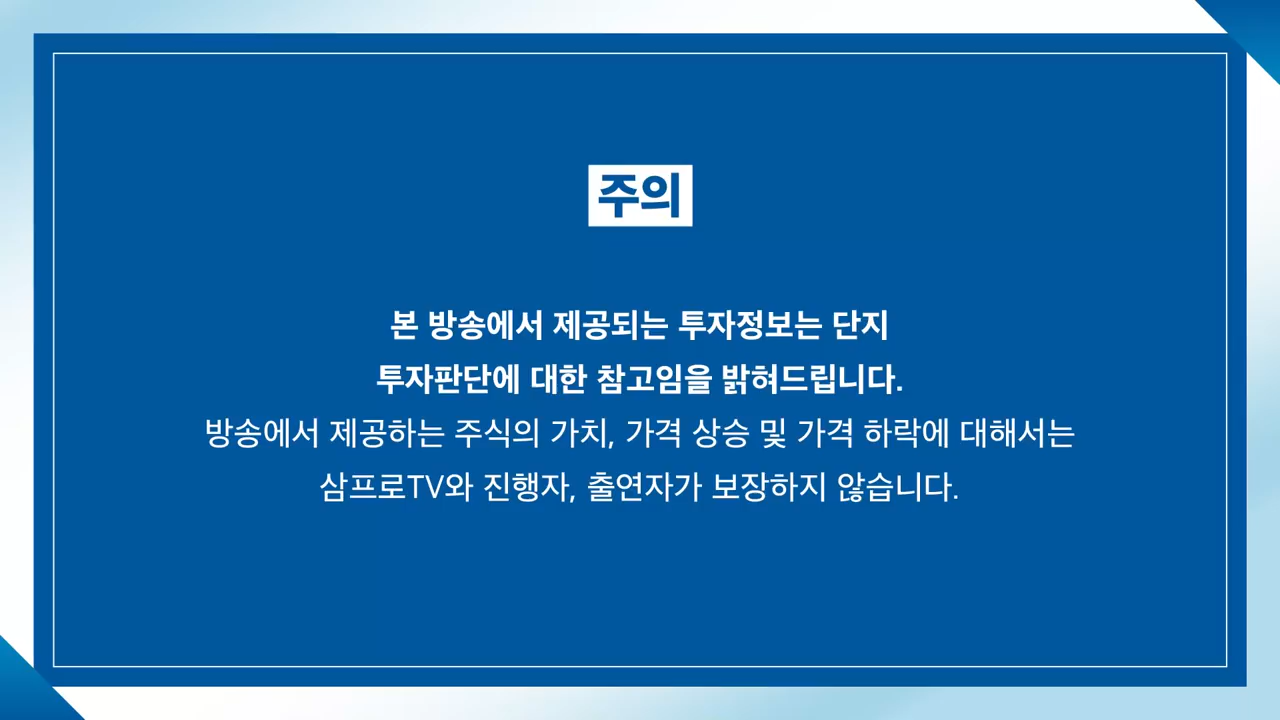 주의
본 방송에서 제공되는 투자정보는 단지
투자판단에 대한 참고임을 밝혀드립니다.
방송에서 제공하는 주식의 가치, 가격 상승 및 가격 하락에 대해서는
삼프로TV와 진행자, 출연자가 보장하지 않습니다.